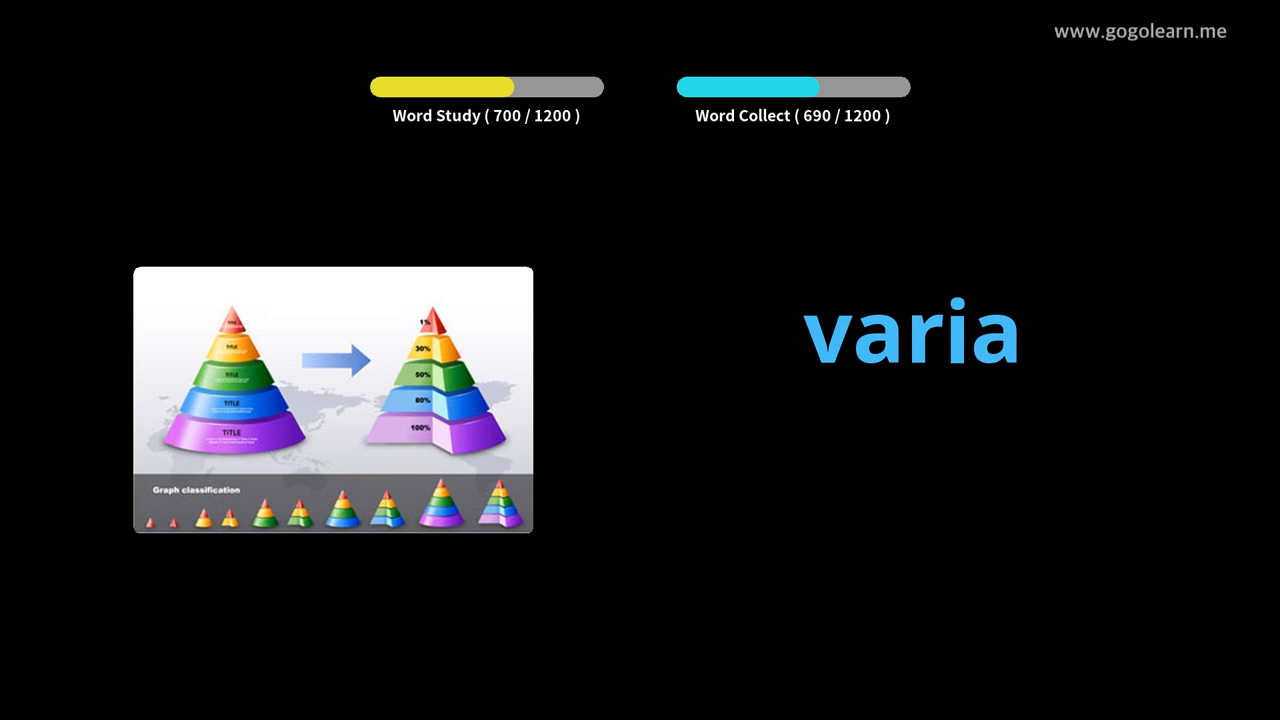 www.gogolearn.me
Word Study ( 700 / 1200 )
Word Collect ( 690 / 1200 )
varia
TITLE
TITLE
TITLE
TITLE
1%
30%
50%
80%
100%
Graph classification